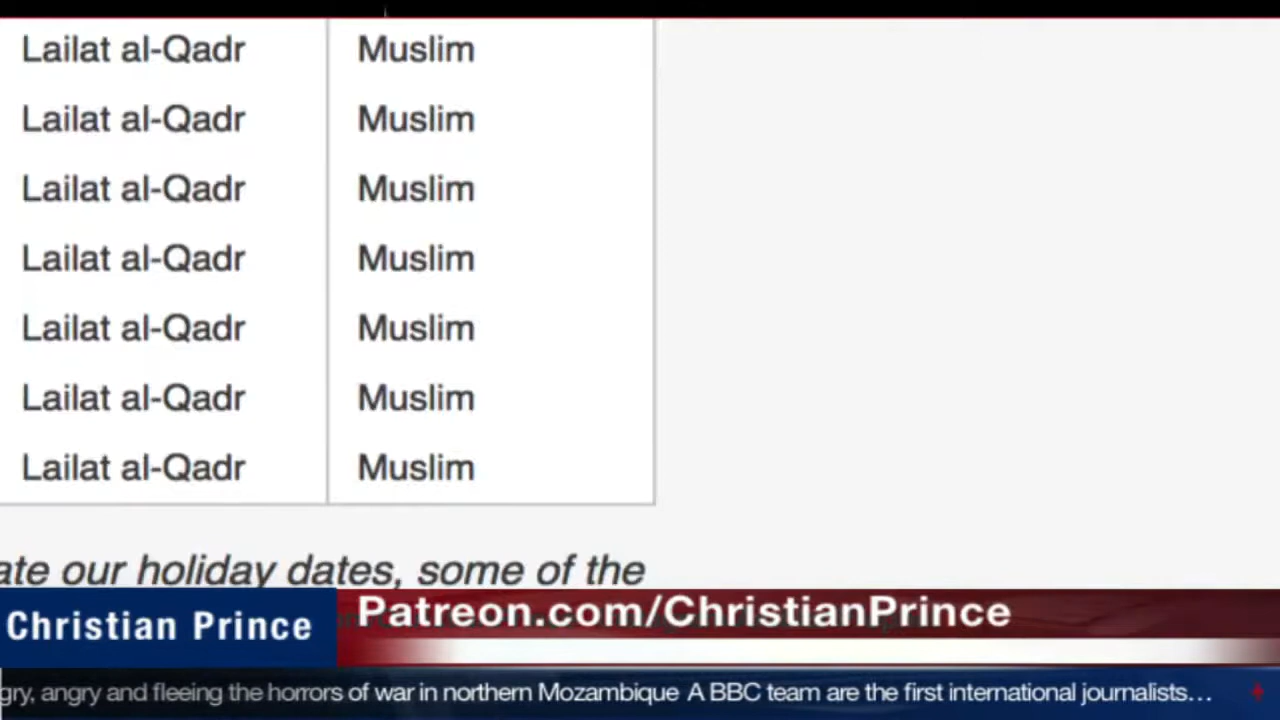 Lailat al-Qadr Muslim
Lailat al-Qadr Muslim
Lailat al-Qadr Muslim
Lailat al-Qadr Muslim
Lailat al-Qadr Muslim
Lailat al-Qadr Muslim
Lailat al-Qadr Muslim
ate our holiday dates, some of the
Christian Prince Patreon.com/ChristianPrince
gry, angry and fleeing the horrors of war in northern Mozambique A BBC team are the first international journalists...